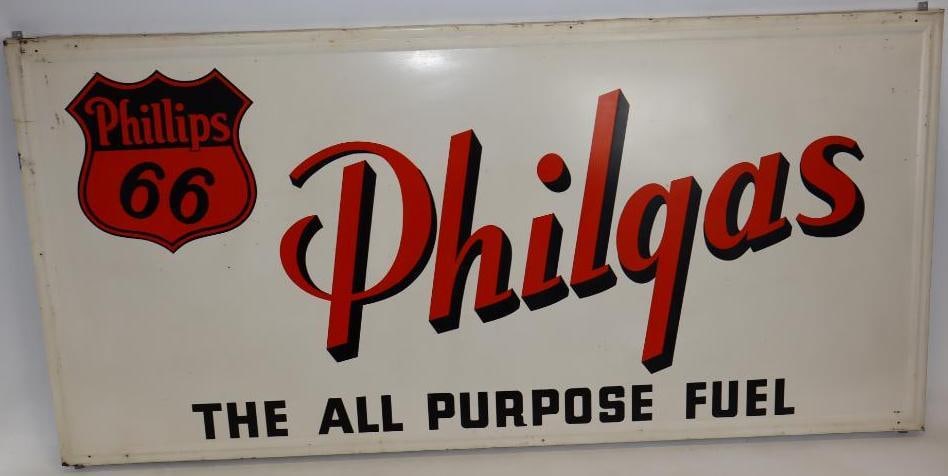 Phillips
66
Philgas
THE ALL PURPOSE FUEL